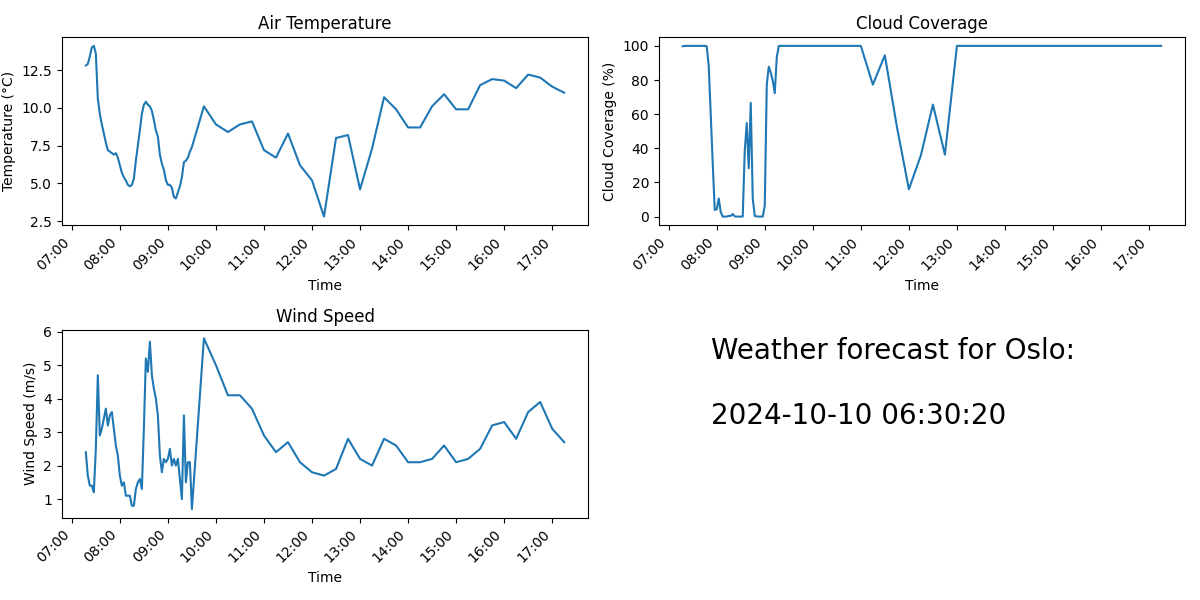 Air Temperature
Temperature (°C)
12.5
10.0
7.5
5.0
2.5
07:00 08:00 09:00 10:00 11:00 12:00 13:00 14:00 15:00 16:00 17:00
Time
Cloud Coverage
Cloud Coverage (%)
100
80
60
40
20
0
07:00 08:00 09:00 10:00 11:00 12:00 13:00 14:00 15:00 16:00 17:00
Time
Wind Speed
Wind Speed (m/s)
6
5
4
3
2
1
07:00 08:00 09:00 10:00 11:00 12:00 13:00 14:00 15:00 16:00 17:00
Time
Weather forecast for Oslo:
2024-10-10 06:30:20